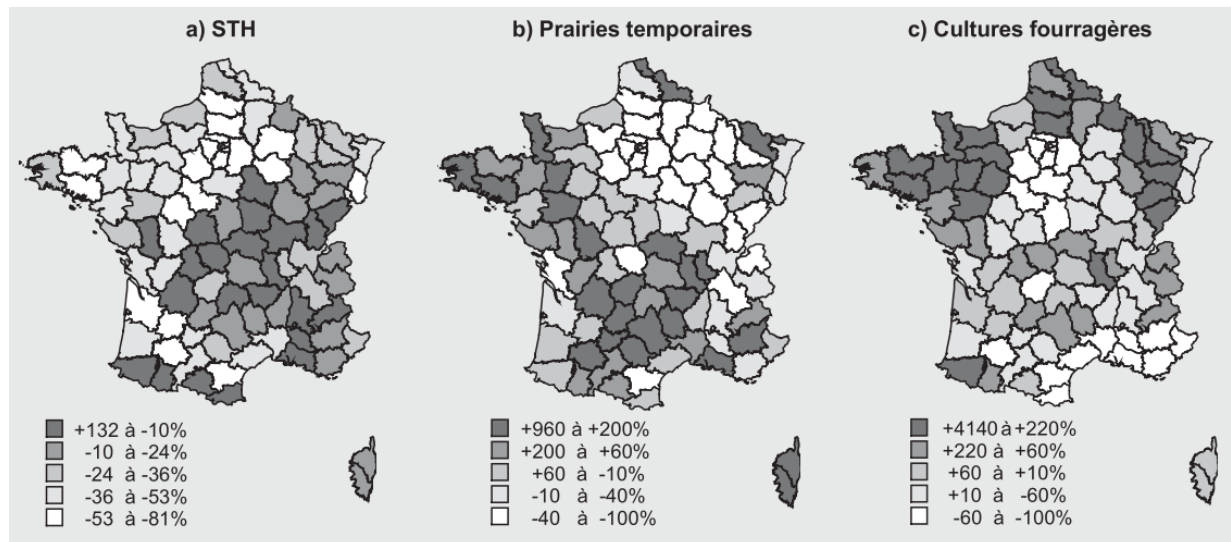 a) STH
b) Prairies temporaires
c) Cultures fourragères
+132 à -10%
-10 à -24%
-24 à -36%
-36 à -53%
-53 à -81%
+960 à +200%
+200 à +60%
+60 à -10%
-10 à -40%
-40 à -100%
+4140 à +220%
+220 à +60%
+60 à +10%
+10 à -60%
-60 à -100%